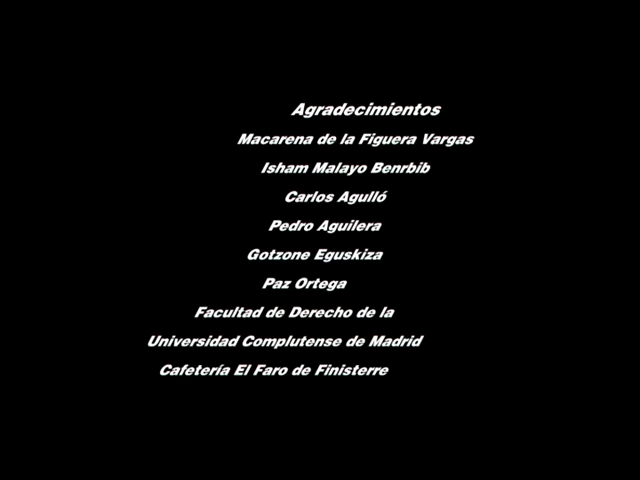 Agradecimientos
Macarena de la Figuera Vargas
Isham Malayo Benrbib
Carlos Agulló
Pedro Aguilera
Gotzone Eguskiza
Paz Ortega
Facultad de Derecho de la
Universidad Complutense de Madrid
Cafetería El Faro de Finisterre